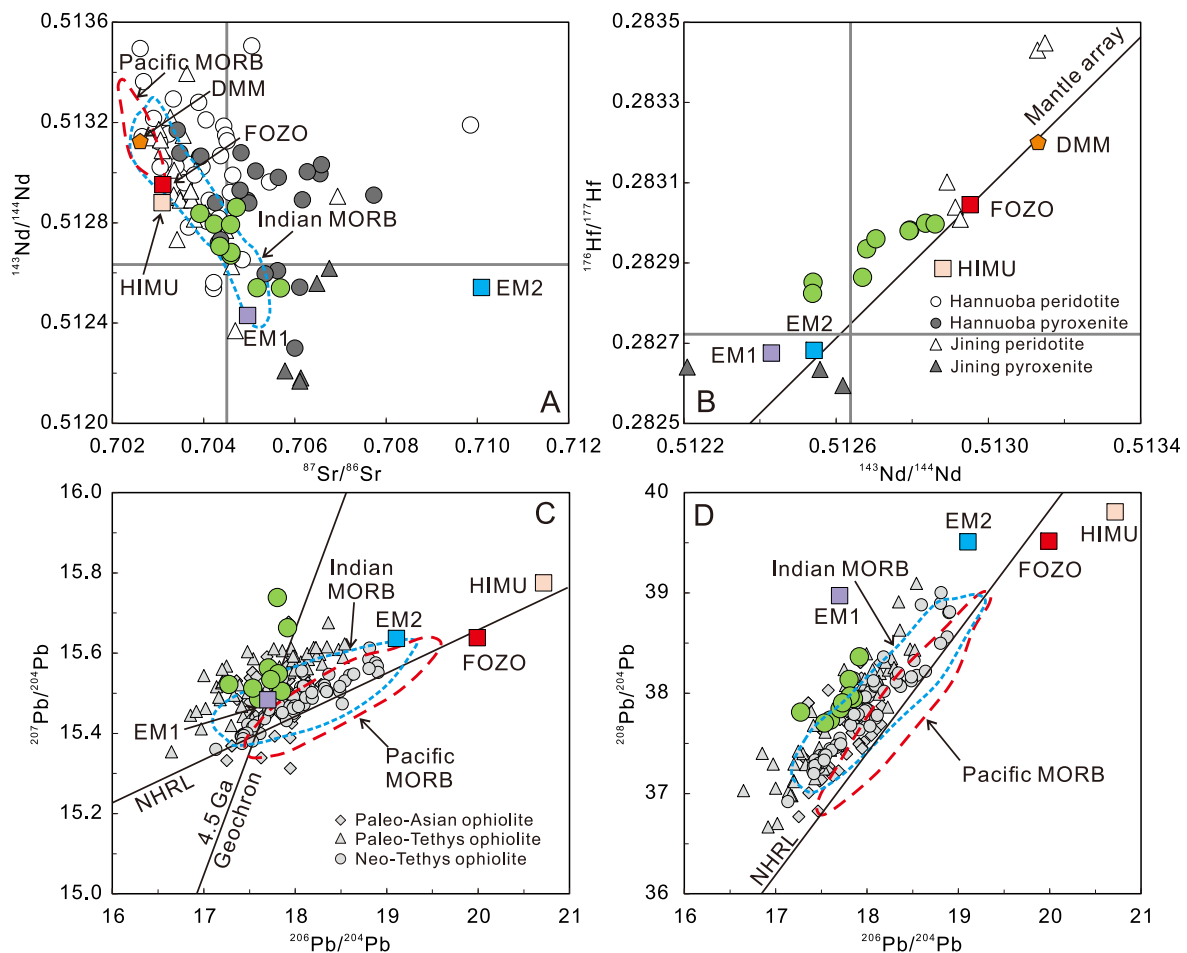 0.5136
0.5132
0.5128
0.5124
0.5120
¹⁴³Nd/¹⁴⁴Nd
Pacific MORB
DMM
FOZO
Indian MORB
HIMU
EM2
EM1
A
0.702
0.704
0.706
0.708
0.710
0.712
⁸⁷Sr/⁸⁶Sr
0.2835
0.2833
0.2831
0.2829
0.2827
0.2825
¹⁷⁶Hf/¹⁷⁷Hf
Mantle array
DMM
FOZO
HIMU
EM2
EM1
Hannuoba peridotite
Hannuoba pyroxenite
Jining peridotite
Jining pyroxenite
B
0.5122
0.5126
0.5130
0.5134
¹⁴³Nd/¹⁴⁴Nd
16.0
15.8
15.6
15.4
15.2
15.0
²⁰⁷Pb/²⁰⁴Pb
C
Indian
MORB
HIMU
EM2
FOZO
EM1
Pacific
MORB
NHRL
4.5 Ga
Geochron
Paleo-Asian ophiolite
Paleo-Tethys ophiolite
Neo-Tethys ophiolite
16
17
18
19
20
21
²⁰⁶Pb/²⁰⁴Pb
40
39
38
37
36
²⁰⁸Pb/²⁰⁴Pb
D
EM2
HIMU
Indian MORB
FOZO
EM1
Pacific MORB
NHRL
16
17
18
19
20
21
²⁰⁶Pb/²⁰⁴Pb